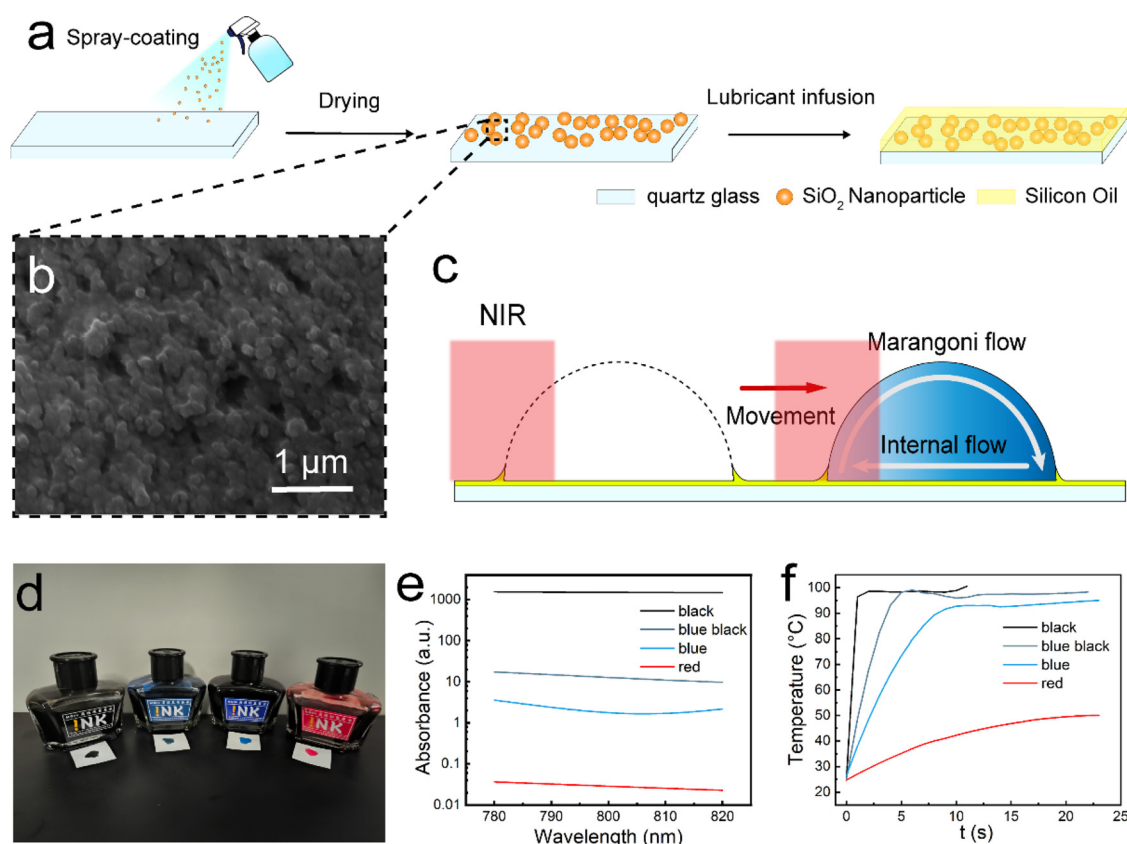 a
Spray-coating
Drying
Lubricant infusion
quartz glass
SiO₂ Nanoparticle
Silicon Oil
b
1 μm
c
NIR
Movement
Marangoni flow
Internal flow
d
INK
INK
INK
INK
e
Absorbance (a.u.)
1000
100
10
1
0.1
0.01
black
blue black
blue
red
780
790
800
810
820
Wavelength (nm)
f
Temperature (°C)
100
90
80
70
60
50
40
30
20
black
blue black
blue
red
0
5
10
15
20
25
t (s)